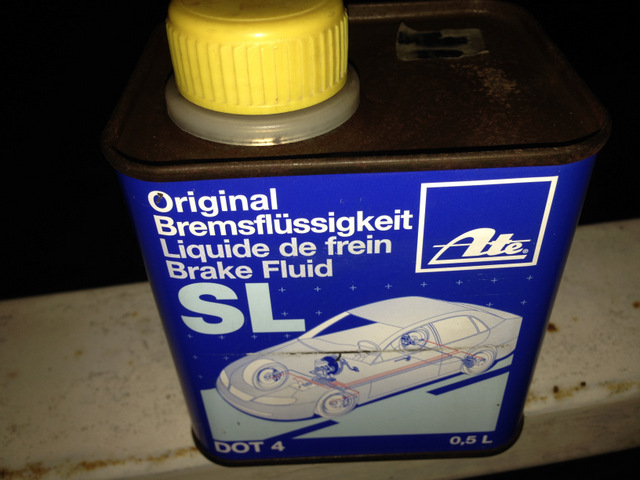 Original
Bremsflüssigkeit
Liquide de frein
Brake Fluid
SL
Ate®
DOT 4
0,5 L